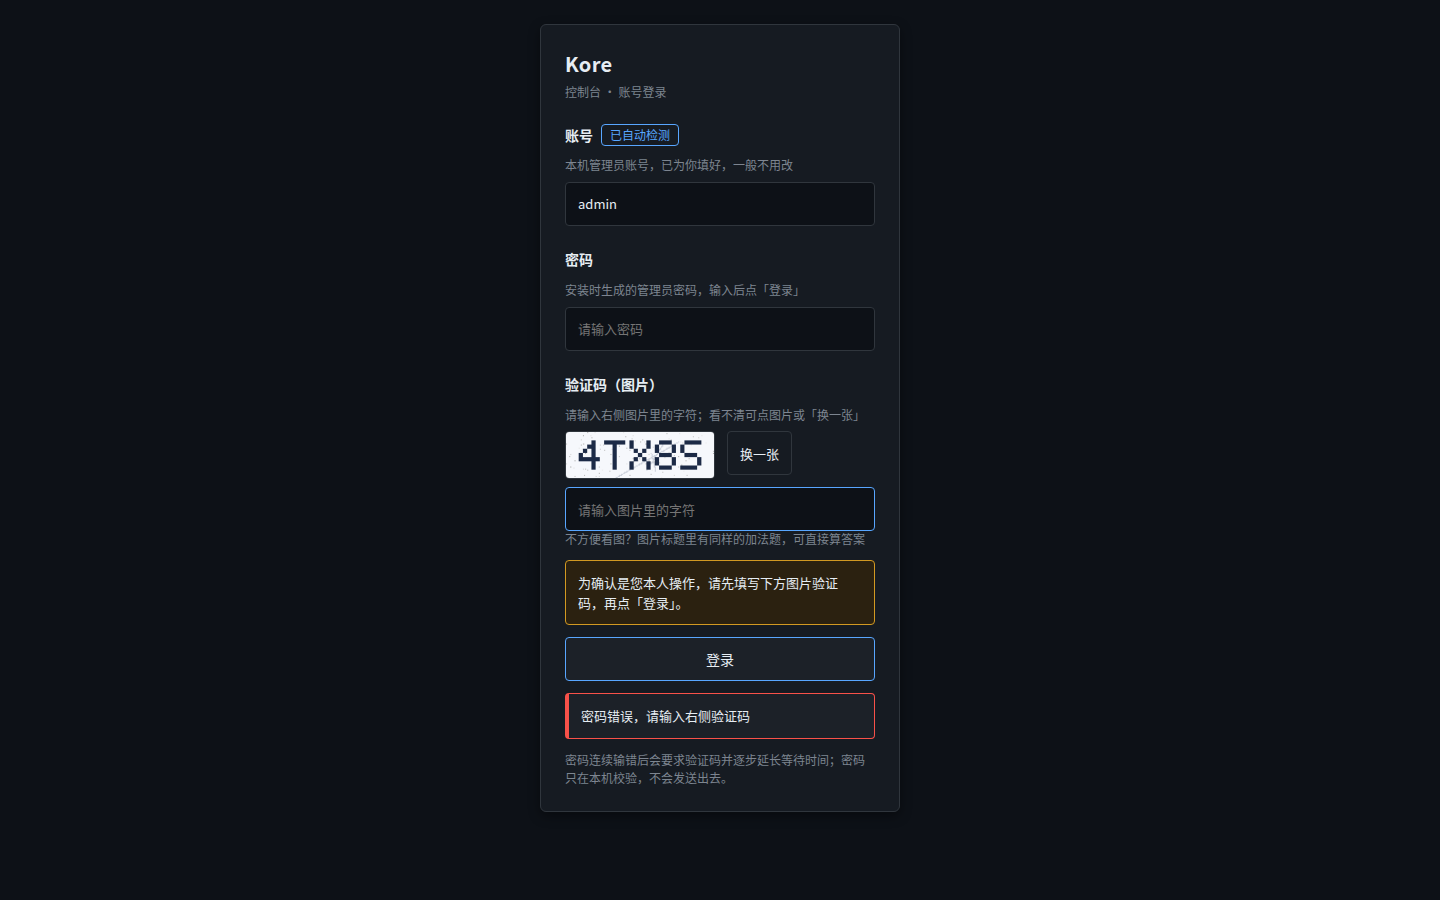 Kore
控制台 · 账号登录
账号 已自动检测
本机管理员账号，已为你填好，一般不用改
admin
密码
安装时生成的管理员密码，输入后点「登录」
请输入密码
验证码（图片）
请输入右侧图片里的字符；看不清可点图片或「换一张」
4TX8S 换一张
请输入图片里的字符
不方便看图？图片标题里有同样的加法题，可直接算答案
为确认是您本人操作，请先填写下方图片验证
码，再点「登录」。
登录
密码错误，请输入右侧验证码
密码连续输错后会要求验证码并逐步延长等待时间；密码
只在本机校验，不会发送出去。